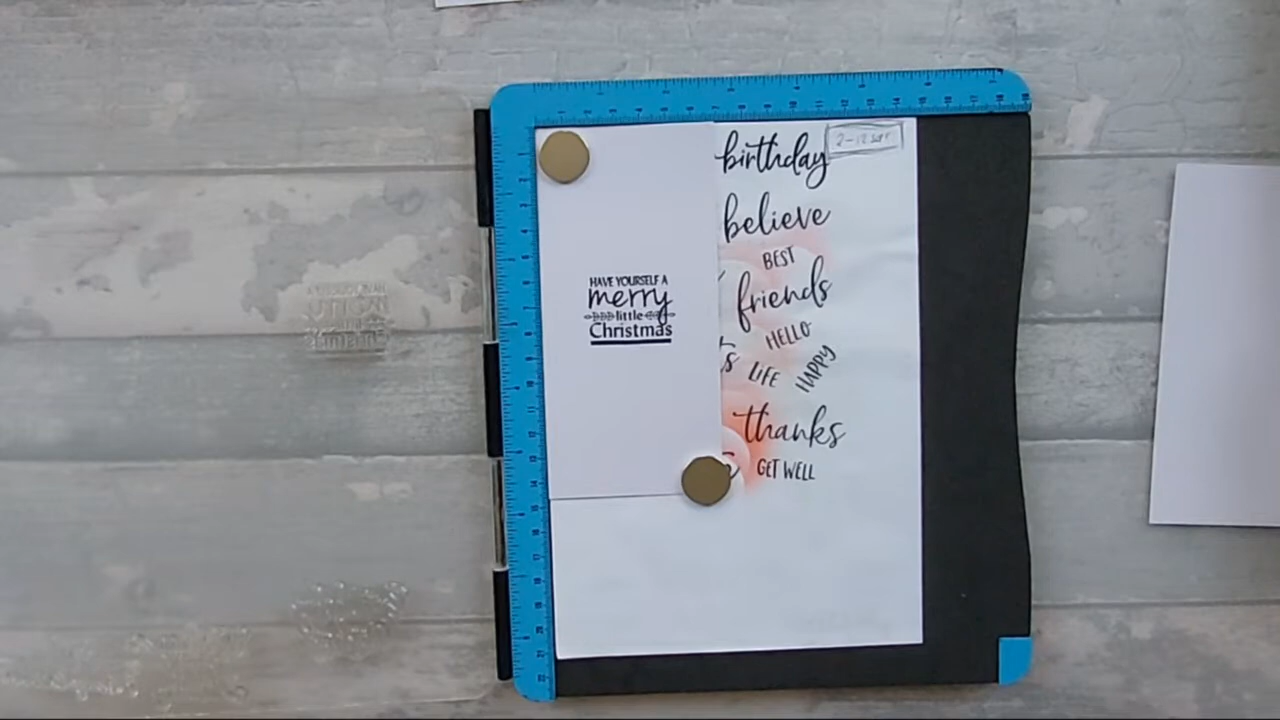 birthday
believe
BEST
friends
HELLO
LIFE
HAPPY
thanks
GET WELL
HAVE YOURSELF A
merry
little
Christmas